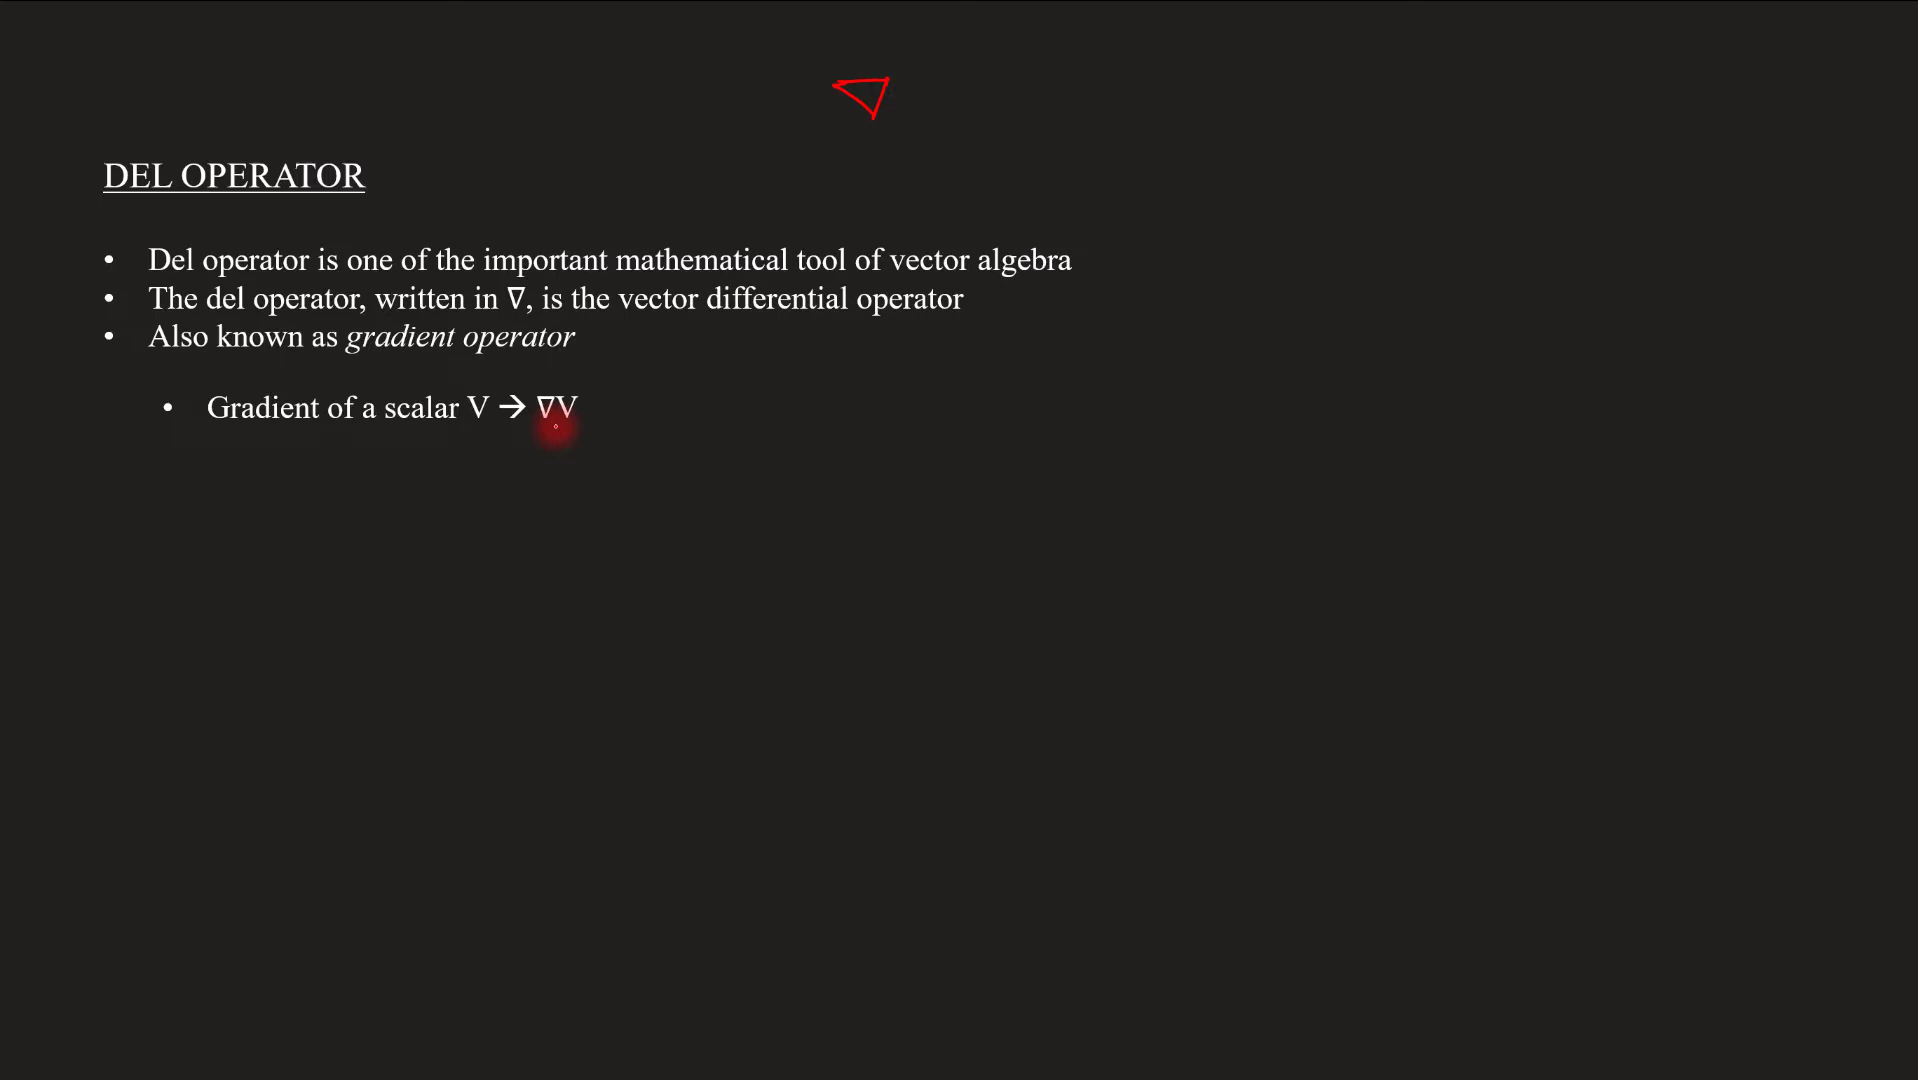 ∇
DEL OPERATOR
• Del operator is one of the important mathematical tool of vector algebra
• The del operator, written in ∇, is the vector differential operator
• Also known as gradient operator
• Gradient of a scalar V → ∇V